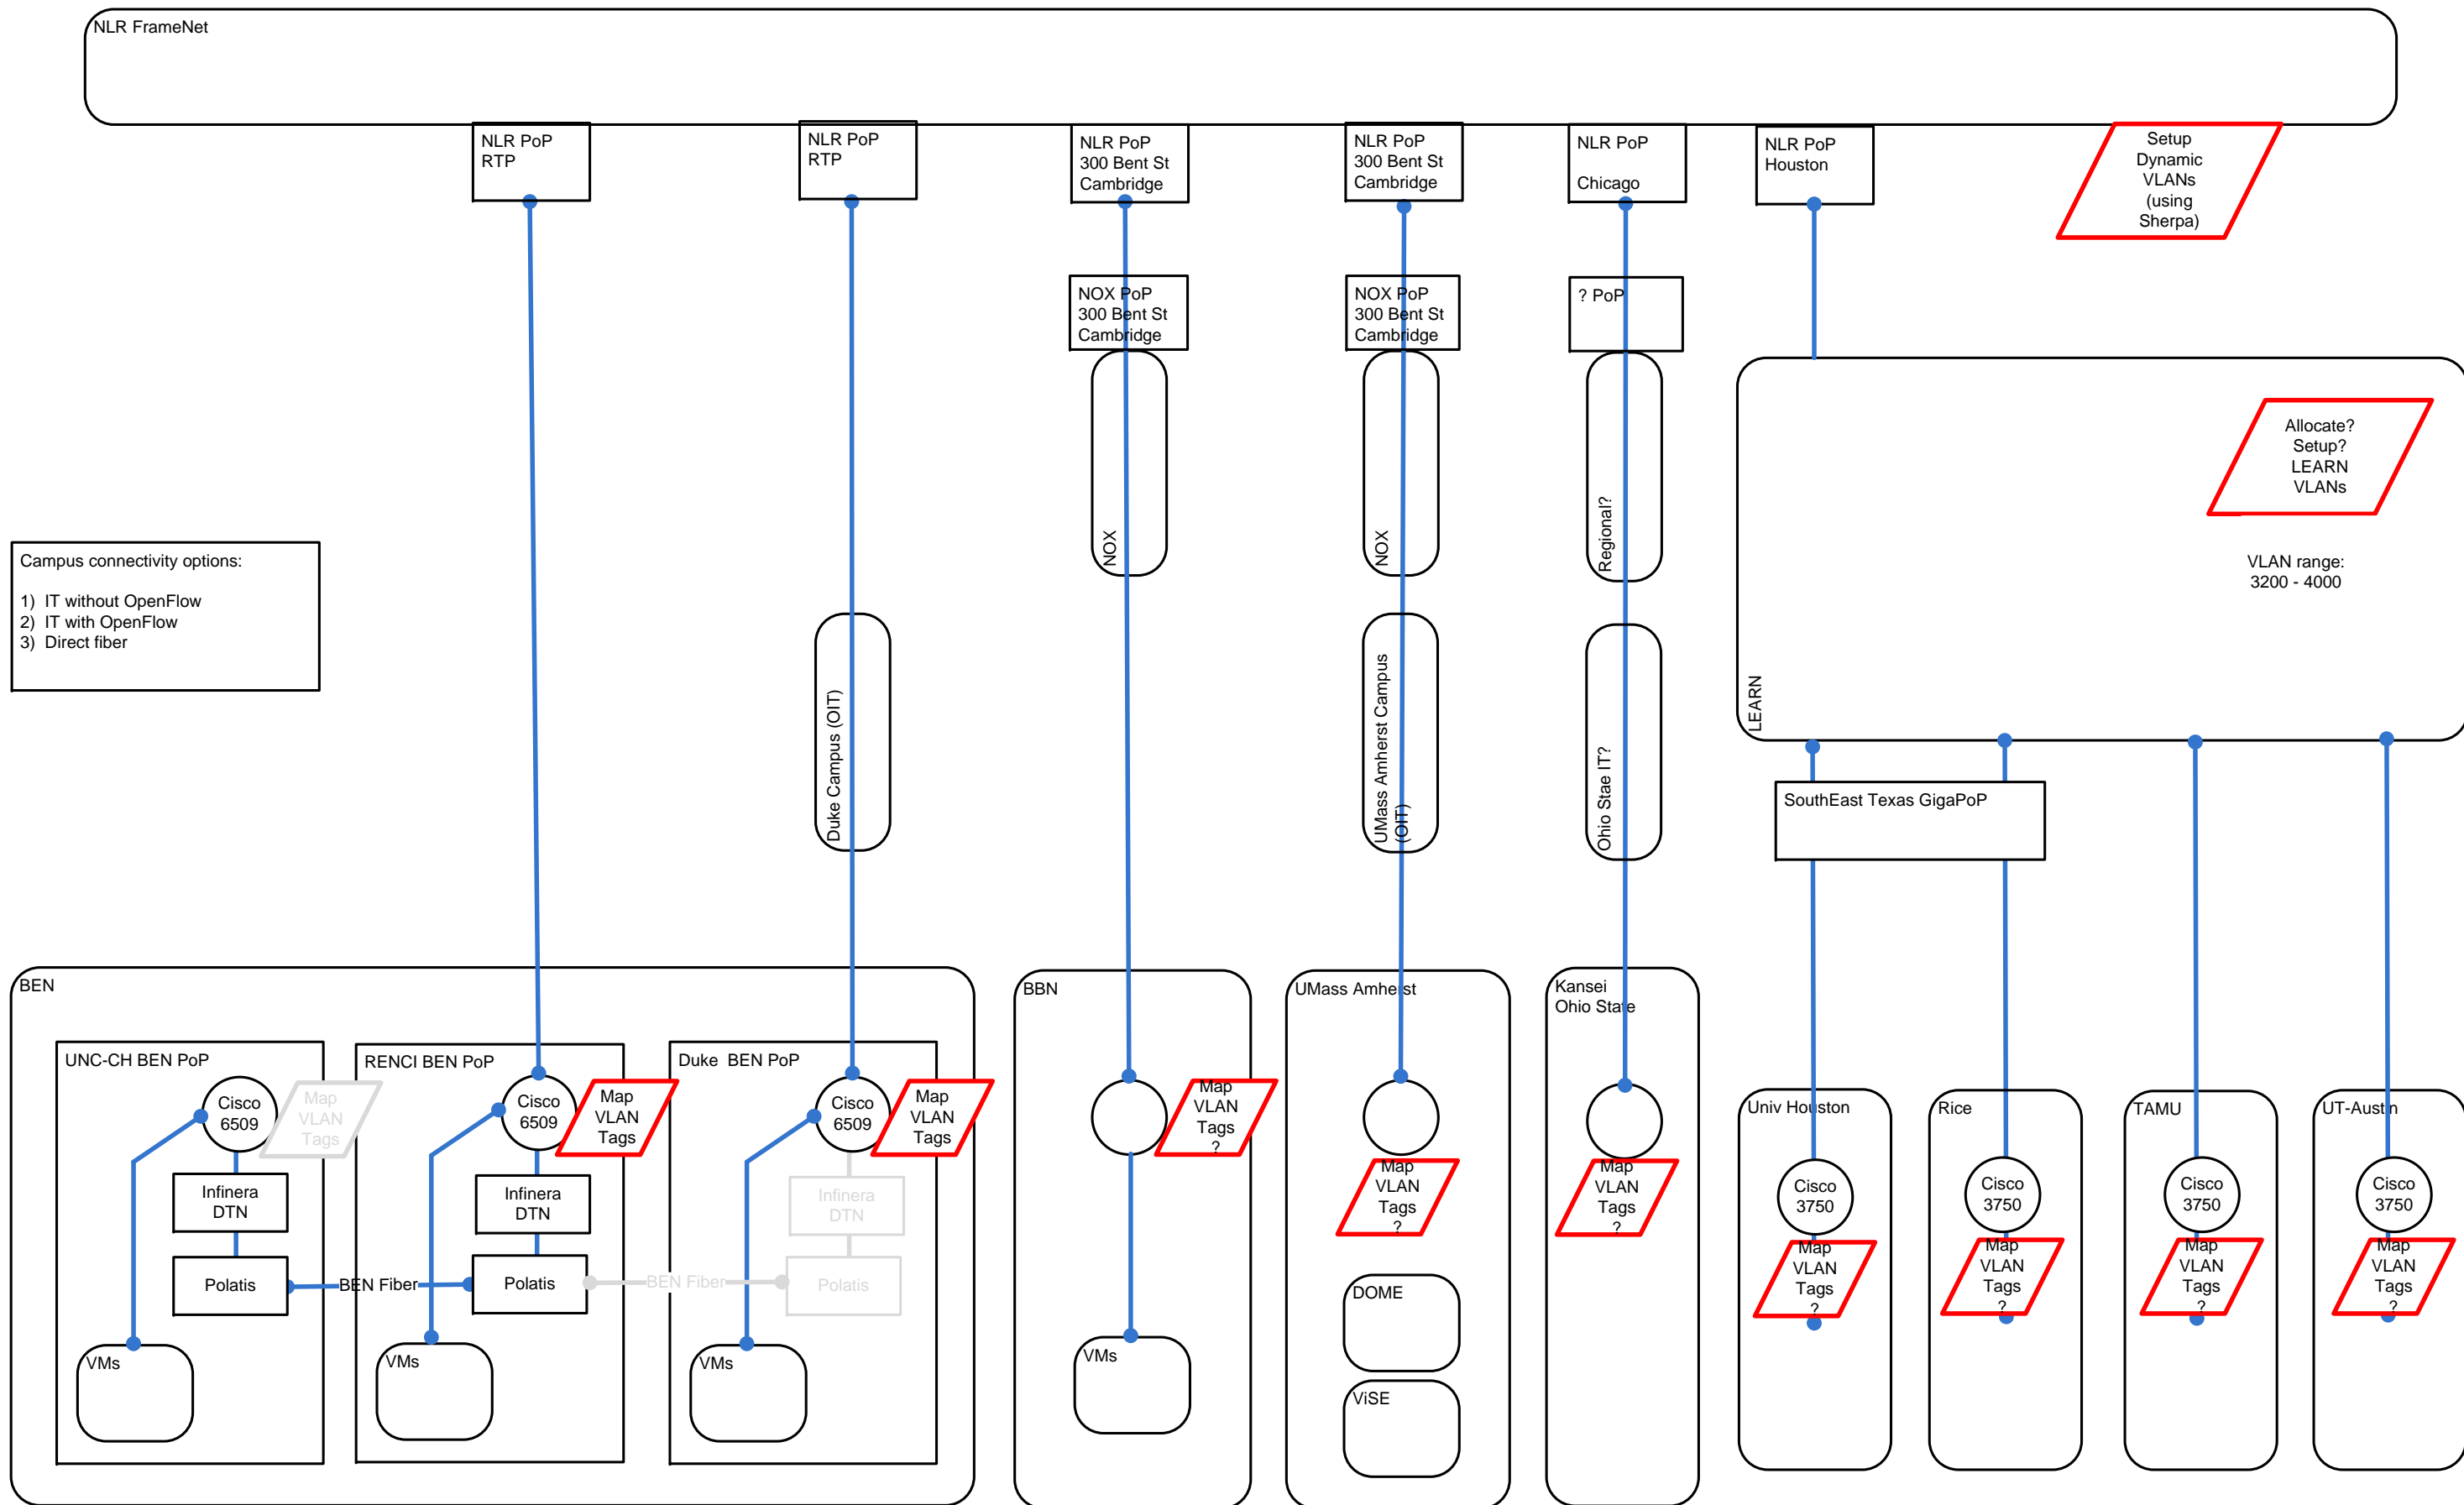 NLR FrameNet
NLR PoP
RTP
NLR PoP
RTP
NLR PoP
300 Bent St
Cambridge
NLR PoP
300 Bent St
Cambridge
NLR PoP
Chicago
NLR PoP
Houston
Setup
Dynamic
VLANs
(using
Sherpa)
NOX PoP
300 Bent St
Cambridge
NOX PoP
300 Bent St
Cambridge
? PoP
NOX
NOX
Regional?
Allocate?
Setup?
LEARN
VLANs
VLAN range:
3200 - 4000
LEARN
Campus connectivity options:
1) IT without OpenFlow
2) IT with OpenFlow
3) Direct fiber
Duke Campus (OIT)
UMass Amherst Campus
(OIT)
Ohio Stae IT?
SouthEast Texas GigaPoP
BEN
UNC-CH BEN PoP
Cisco
6509
Map
VLAN
Tags
Infinera
DTN
Polatis
BEN Fiber
VMs
RENCI BEN PoP
Cisco
6509
Map
VLAN
Tags
Infinera
DTN
Polatis
BEN Fiber
VMs
Duke BEN PoP
Cisco
6509
Map
VLAN
Tags
Infinera
DTN
Polatis
VMs
BBN
Map
VLAN
Tags
?
VMs
UMass Amherst
Map
VLAN
Tags
?
DOME
ViSE
Kansei
Ohio State
Map
VLAN
Tags
?
Univ Houston
Cisco
3750
Map
VLAN
Tags
?
Rice
Cisco
3750
Map
VLAN
Tags
?
TAMU
Cisco
3750
Map
VLAN
Tags
?
UT-Austin
Cisco
3750
Map
VLAN
Tags
?